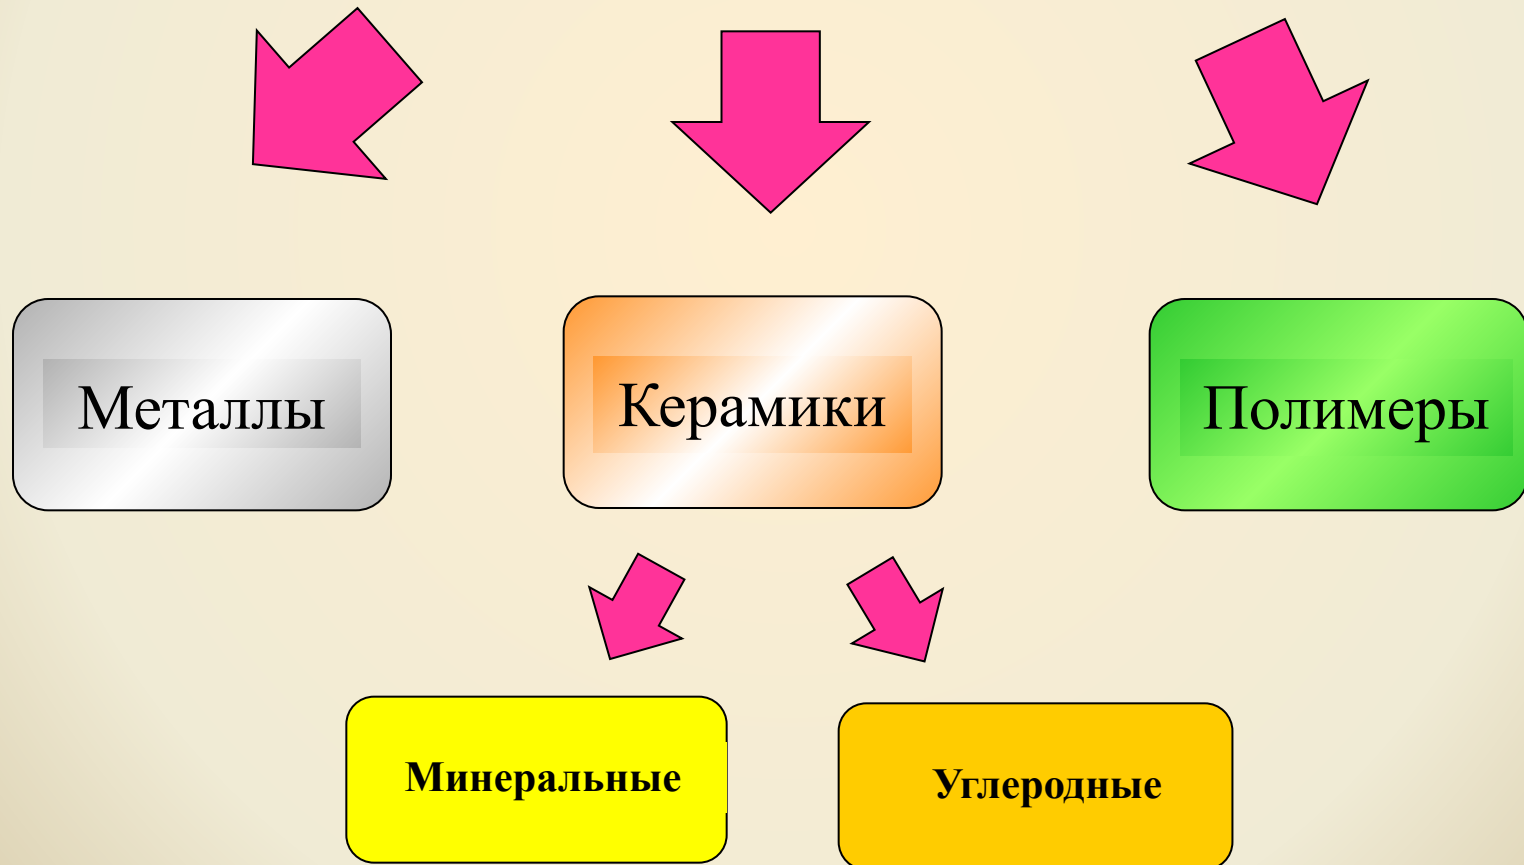 Металлы
Керамики
Полимеры
Минеральные
Углеродные